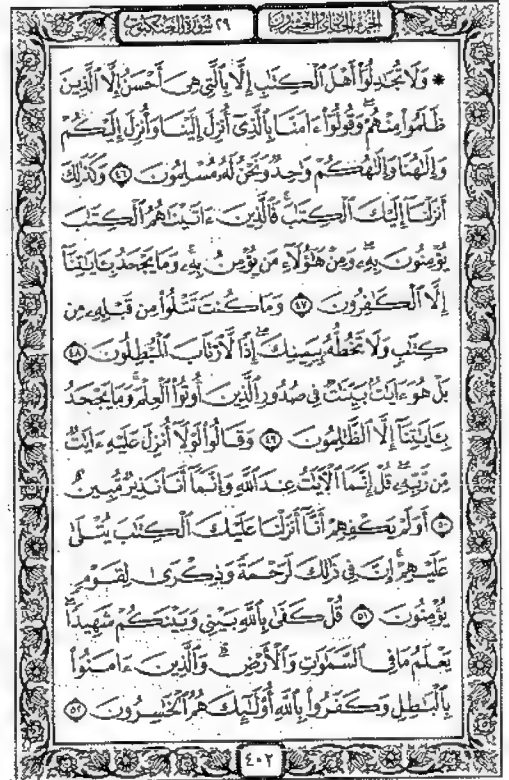 ٢٩ سورة العنكبوت
الجزء الحادي والعشرون
* وَلَا تُجَٰدِلُوٓا۟ أَهْلَ ٱلْكِتَٰبِ إِلَّا بِٱلَّتِى هِىَ أَحْسَنُ إِلَّا ٱلَّذِينَ
ظَلَمُوا۟ مِنْهُمْ ۖ وَقُولُوٓا۟ ءَامَنَّا بِٱلَّذِىٓ أُنزِلَ إِلَيْنَا وَأُنزِلَ إِلَيْكُمْ
وَإِلَٰهُنَا وَإِلَٰهُكُمْ وَٰحِدٌ وَنَحْنُ لَهُۥ مُسْلِمُونَ ٤٦ وَكَذَٰلِكَ
أَنزَلْنَآ إِلَيْكَ ٱلْكِتَٰبَ ۚ فَٱلَّذِينَ ءَاتَيْنَٰهُمُ ٱلْكِتَٰبَ
يُؤْمِنُونَ بِهِۦ ۖ وَمِنْ هَٰٓؤُلَآءِ مَن يُؤْمِنُ بِهِۦ ۚ وَمَا يَجْحَدُ بِـَٔايَٰتِنَآ
إِلَّا ٱلْكَٰفِرُونَ ٤٧ وَمَا كُنتَ تَتْلُوا۟ مِن قَبْلِهِۦ مِن
كِتَٰبٍ وَلَا تَخُطُّهُۥ بِيَمِينِكَ ۖ إِذًا لَّٱرْتَابَ ٱلْمُبْطِلُونَ ٤٨
بَلْ هُوَ ءَايَٰتٌۢ بَيِّنَٰتٌ فِى صُدُورِ ٱلَّذِينَ أُوتُوا۟ ٱلْعِلْمَ ۚ وَمَا يَجْحَدُ
بِـَٔايَٰتِنَآ إِلَّا ٱلظَّٰلِمُونَ ٤٩ وَقَالُوا۟ لَوْلَآ أُنزِلَ عَلَيْهِ ءَايَٰتٌ
مِّن رَّبِّهِۦ ۖ قُلْ إِنَّمَا ٱلْـَٔايَٰتُ عِندَ ٱللَّهِ وَإِنَّمَآ أَنَا۠ نَذِيرٌ مُّبِينٌ
٥٠ أَوَلَمْ يَكْفِهِمْ أَنَّآ أَنزَلْنَا عَلَيْكَ ٱلْكِتَٰبَ يُتْلَىٰ
عَلَيْهِمْ ۚ إِنَّ فِى ذَٰلِكَ لَرَحْمَةً وَذِكْرَىٰ لِقَوْمٍ
يُؤْمِنُونَ ٥١ قُلْ كَفَىٰ بِٱللَّهِ بَيْنِى وَبَيْنَكُمْ شَهِيدًا ۖ
يَعْلَمُ مَا فِى ٱلسَّمَٰوَٰتِ وَٱلْأَرْضِ ۗ وَٱلَّذِينَ ءَامَنُوا۟
بِٱلْبَٰطِلِ وَكَفَرُوا۟ بِٱللَّهِ أُو۟لَٰٓئِكَ هُمُ ٱلْخَٰسِرُونَ ٥٢
٤٠٢